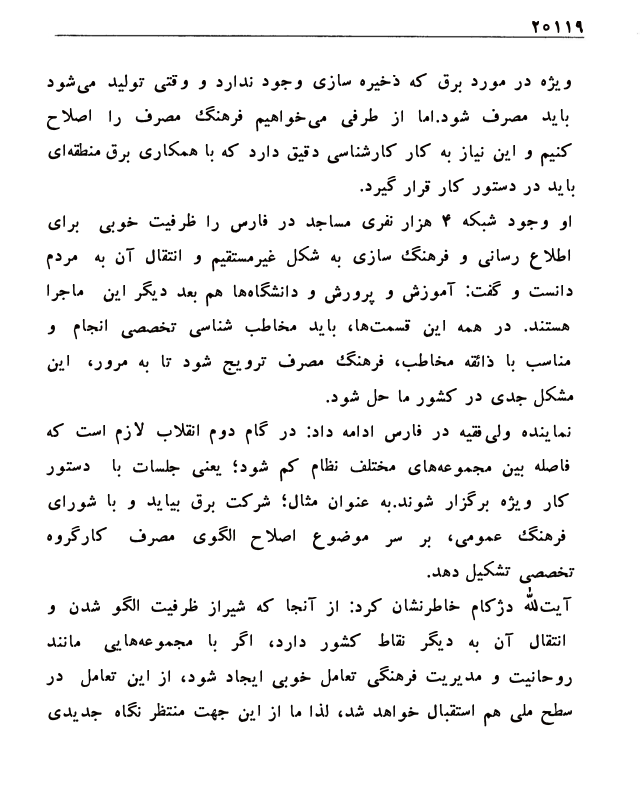 ۲۰۱۱۹
ویژه در مورد برق که ذخیره سازی وجود ندارد و وقتی تولید می‌شود
باید مصرف شود.اما از طرفی می‌خواهیم فرهنگ مصرف را اصلاح
کنیم و این نیاز به کار کارشناسی دقیق دارد که با همکاری برق منطقه‌ای
باید در دستور کار قرار گیرد.
او وجود شبکه ۴ هزار نفری مساجد در فارس را ظرفیت خوبی برای
اطلاع رسانی و فرهنگ سازی به شکل غیرمستقیم و انتقال آن به مردم
دانست و گفت: آموزش و پرورش و دانشگاه‌ها هم بعد دیگر این ماجرا
هستند. در همه این قسمت‌ها، باید مخاطب شناسی تخصصی انجام و
مناسب با ذائقه مخاطب، فرهنگ مصرف ترویج شود تا به مرور، این
مشکل جدی در کشور ما حل شود.
نماینده ولی‌فقیه در فارس ادامه داد: در گام دوم انقلاب لازم است که
فاصله بین مجموعه‌های مختلف نظام کم شود؛ یعنی جلسات با دستور
کار ویژه برگزار شوند.به عنوان مثال؛ شرکت برق بیاید و با شورای
فرهنگ عمومی، بر سر موضوع اصلاح الگوی مصرف کارگروه
تخصصی تشکیل دهد.
آیت‌الله دژکام خاطرنشان کرد: از آنجا که شیراز ظرفیت الگو شدن و
انتقال آن به دیگر نقاط کشور دارد، اگر با مجموعه‌هایی مانند
روحانیت و مدیریت فرهنگی تعامل خوبی ایجاد شود، از این تعامل در
سطح ملی هم استقبال خواهد شد، لذا ما از این جهت منتظر نگاه جدیدی